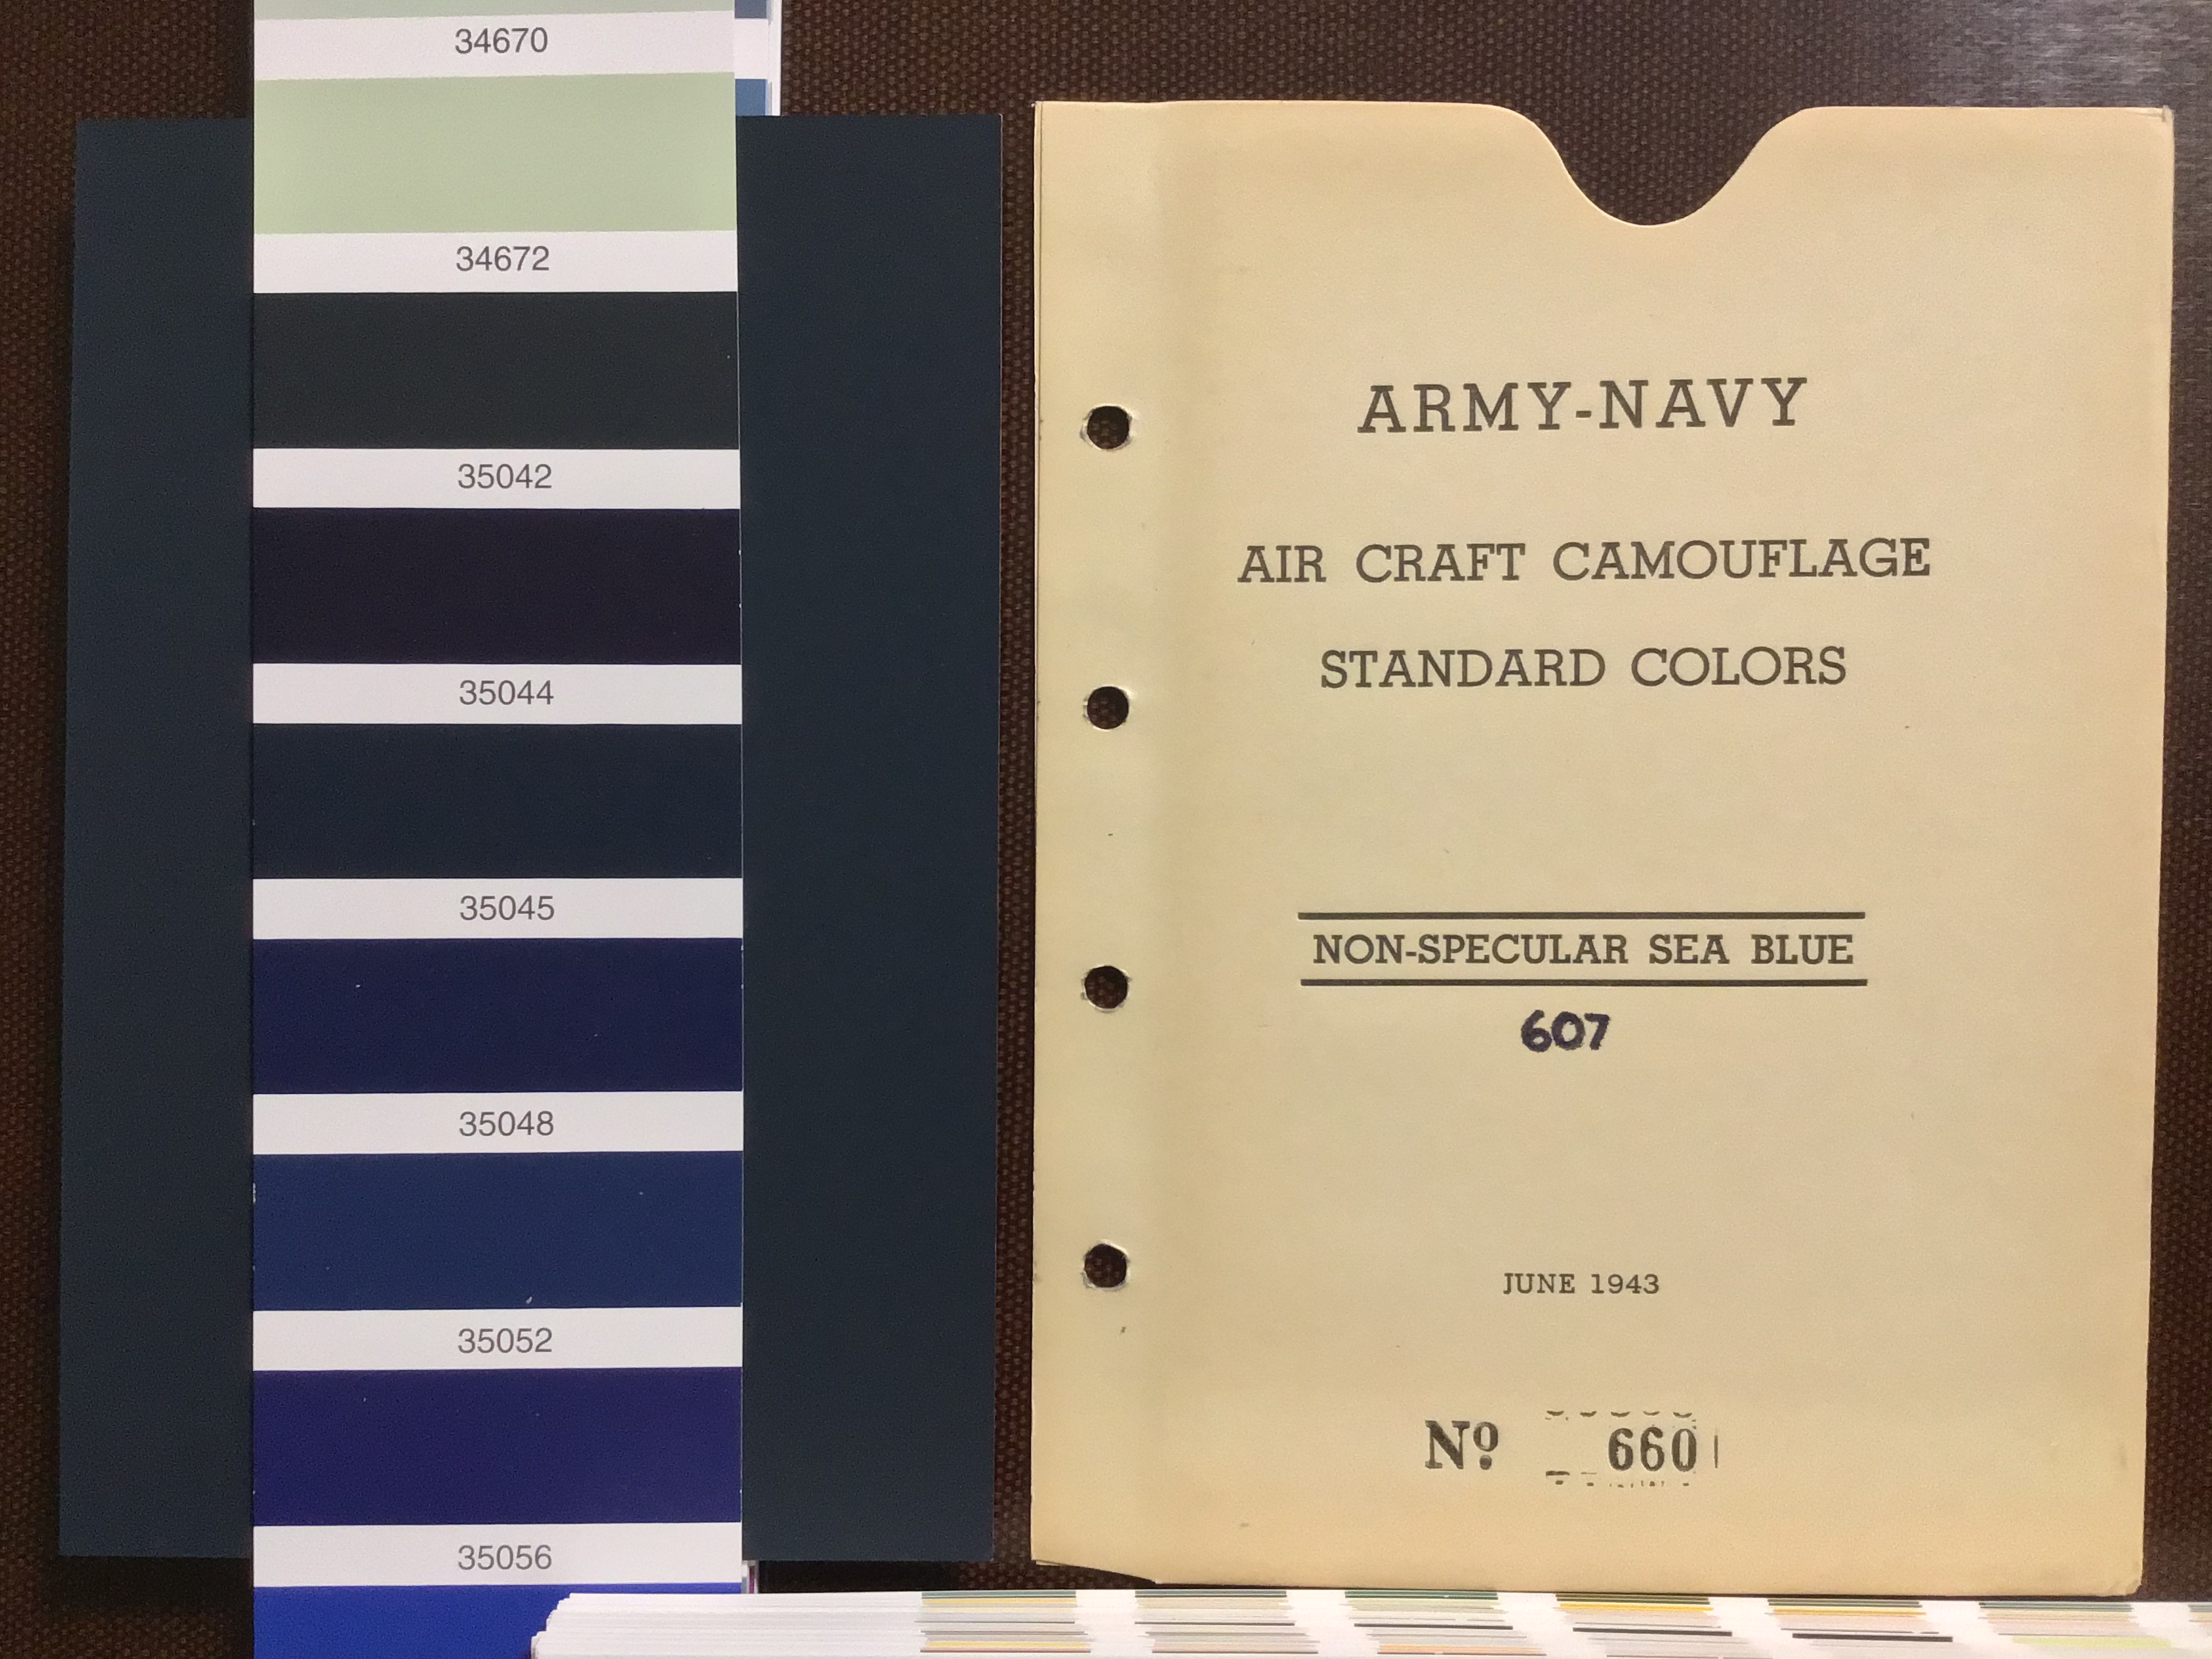 34670
34672
35042
35044
35045
35048
35052
35056
ARMY-NAVY
AIR CRAFT CAMOUFLAGE
STANDARD COLORS
NON-SPECULAR SEA BLUE
607
JUNE 1943
Nº 660